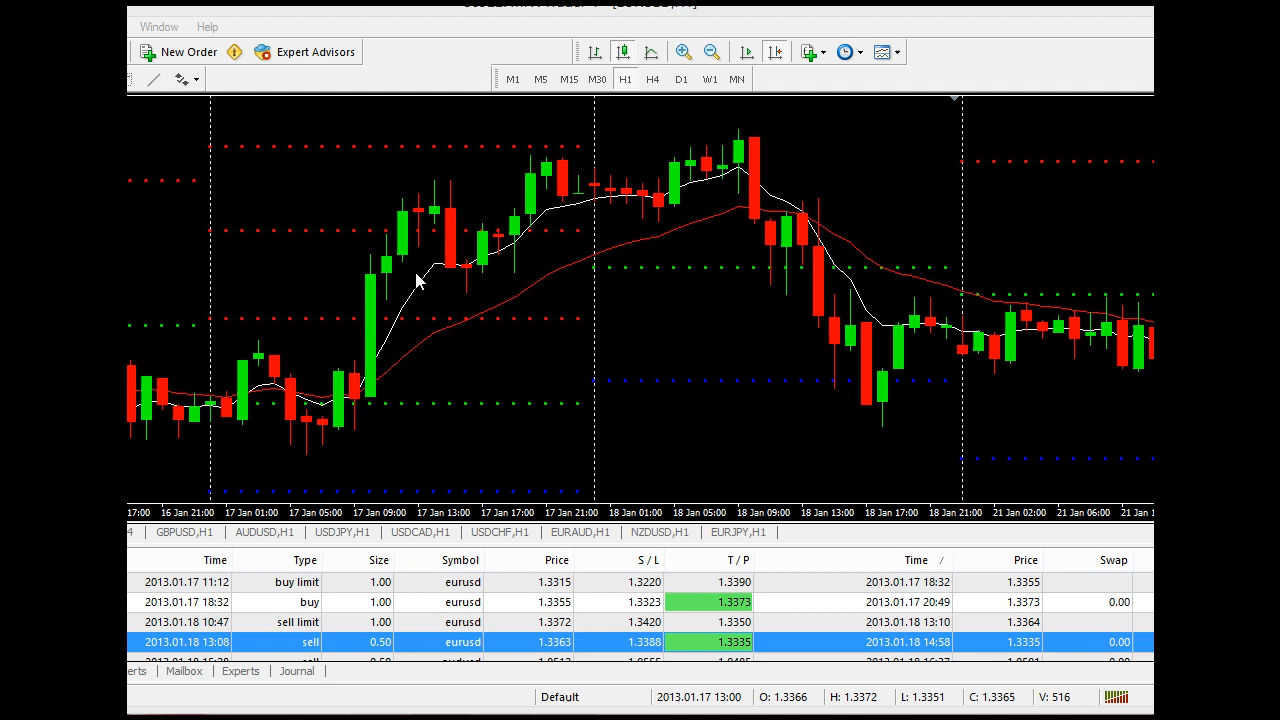 Window Help
New Order Expert Advisors
M1 M5 M15 M30 H1 H4 D1 W1 MN
17:00 16 Jan 21:00 17 Jan 01:00 17 Jan 05:00 17 Jan 09:00 17 Jan 13:00 17 Jan 17:00 17 Jan 21:00 18 Jan 01:00 18 Jan 05:00 18 Jan 09:00 18 Jan 13:00 18 Jan 17:00 18 Jan 21:00 21 Jan 02:00 21 Jan 06:00 21 Jan 1
4 GBPUSD,H1 AUDUSD,H1 USDJPY,H1 USDCAD,H1 USDCHF,H1 EURAUD,H1 NZDUSD,H1 EURJPY,H1
Time Type Size Symbol Price S / L T / P Time / Price Swap
2013.01.17 11:12 buy limit 1.00 eurusd 1.3315 1.3220 1.3390 2013.01.17 18:32 1.3355
2013.01.17 18:32 buy 1.00 eurusd 1.3355 1.3323 1.3373 2013.01.17 20:49 1.3373 0.00
2013.01.18 10:47 sell limit 1.00 eurusd 1.3372 1.3420 1.3350 2013.01.18 13:10 1.3364
2013.01.18 13:08 sell 0.50 eurusd 1.3363 1.3388 1.3335 2013.01.18 14:58 1.3335 0.00
erts Mailbox Experts Journal
Default 2013.01.17 13:00 O: 1.3366 H: 1.3372 L: 1.3351 C: 1.3365 V: 516